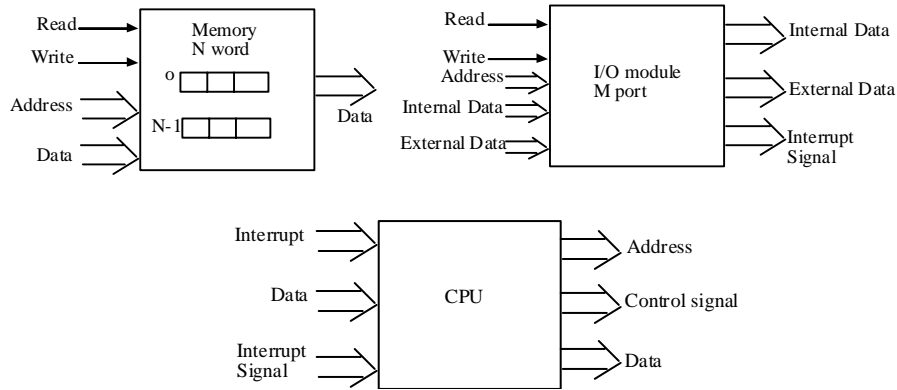 Read
Write
Address
Data
Memory
N word
0
N-1
Data
Read
Write
Address
Internal Data
External Data
I/O module
M port
Internal Data
External Data
Interrupt
Signal
Interrupt
Data
Interrupt
Signal
CPU
Address
Control signal
Data